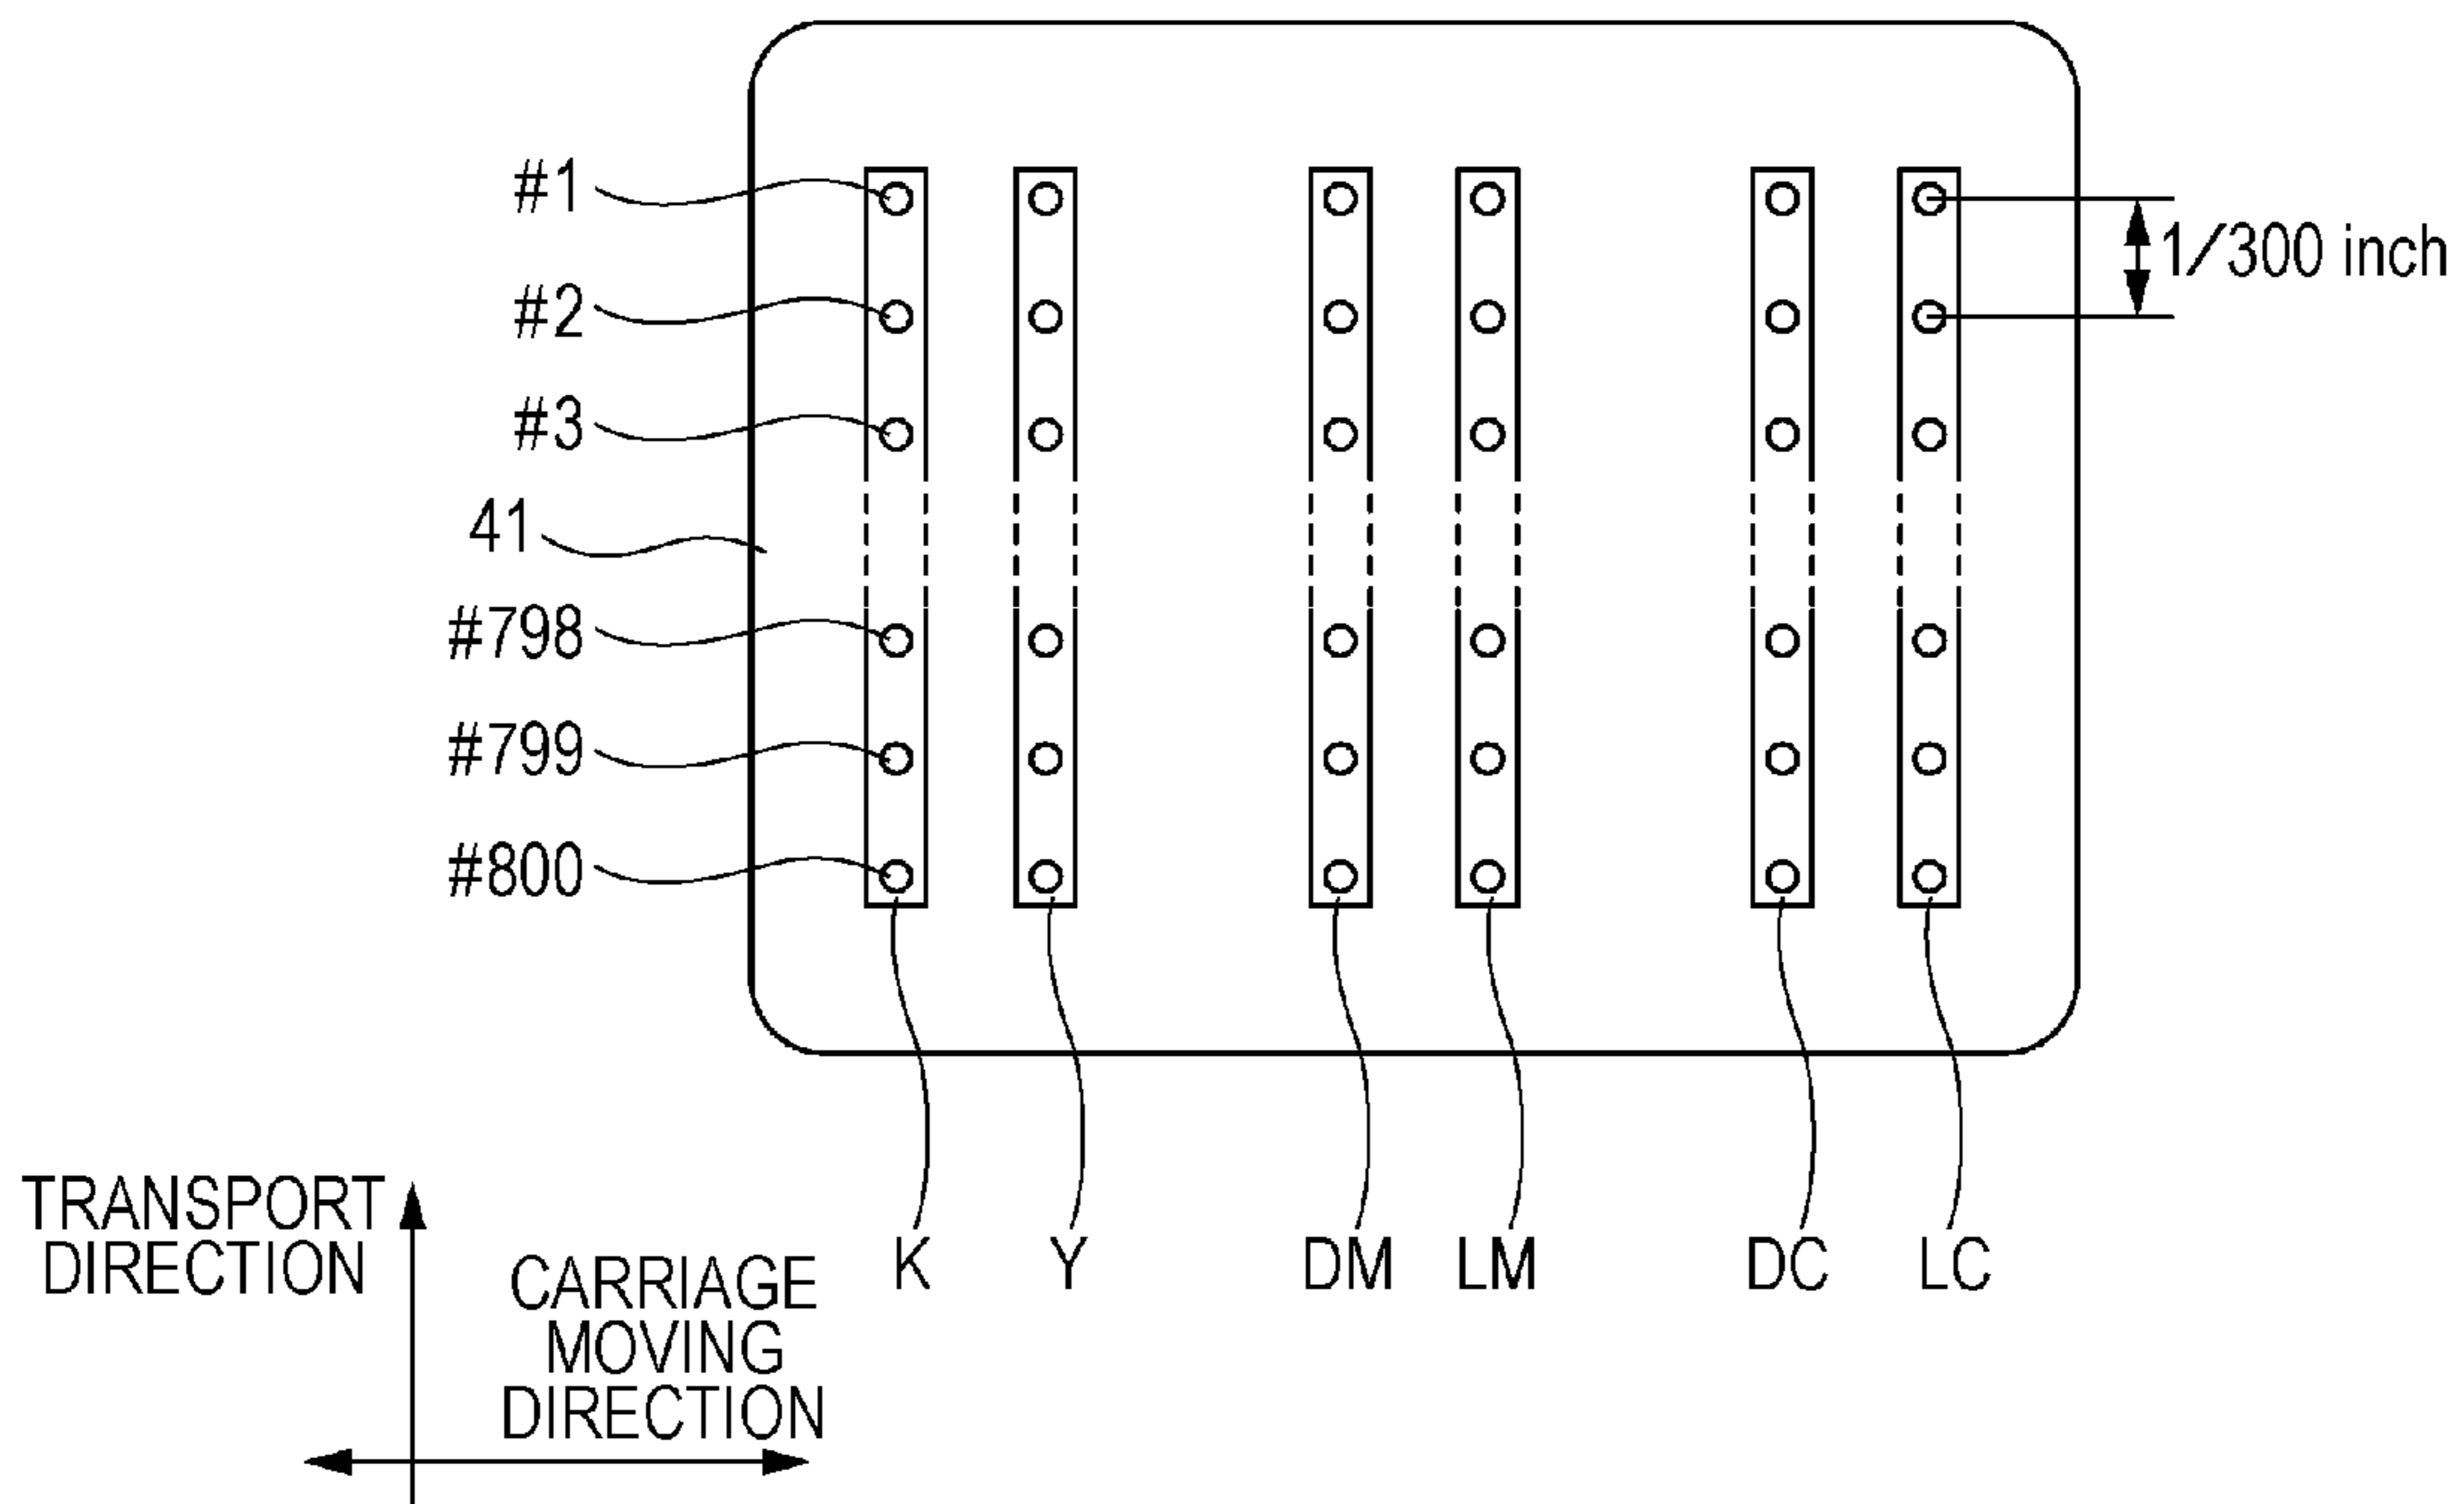 #1
#2
1/300 inch
#3
41
#798
#799
#800
TRANSPORT
DIRECTION
CARRIAGE
MOVING
DIRECTION
K Y DM LM DC LC